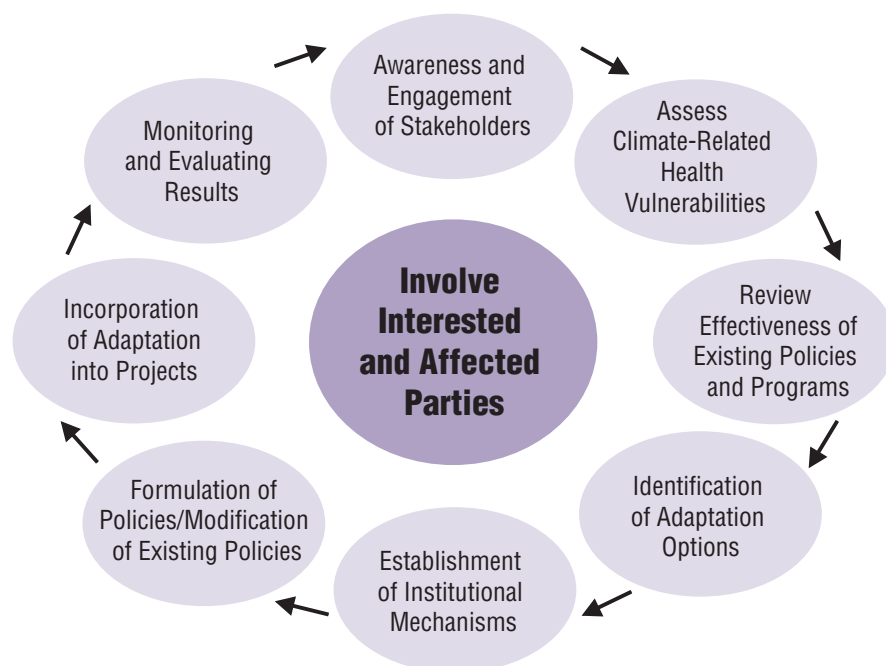 Awareness and
Engagement
of Stakeholders
Assess
Climate-Related
Health
Vulnerabilities
Review
Effectiveness of
Existing Policies
and Programs
Identification
of Adaptation
Options
Establishment
of Institutional
Mechanisms
Formulation of
Policies/Modification
of Existing Policies
Incorporation
of Adaptation
into Projects
Monitoring
and Evaluating
Results
Involve
Interested
and Affected
Parties